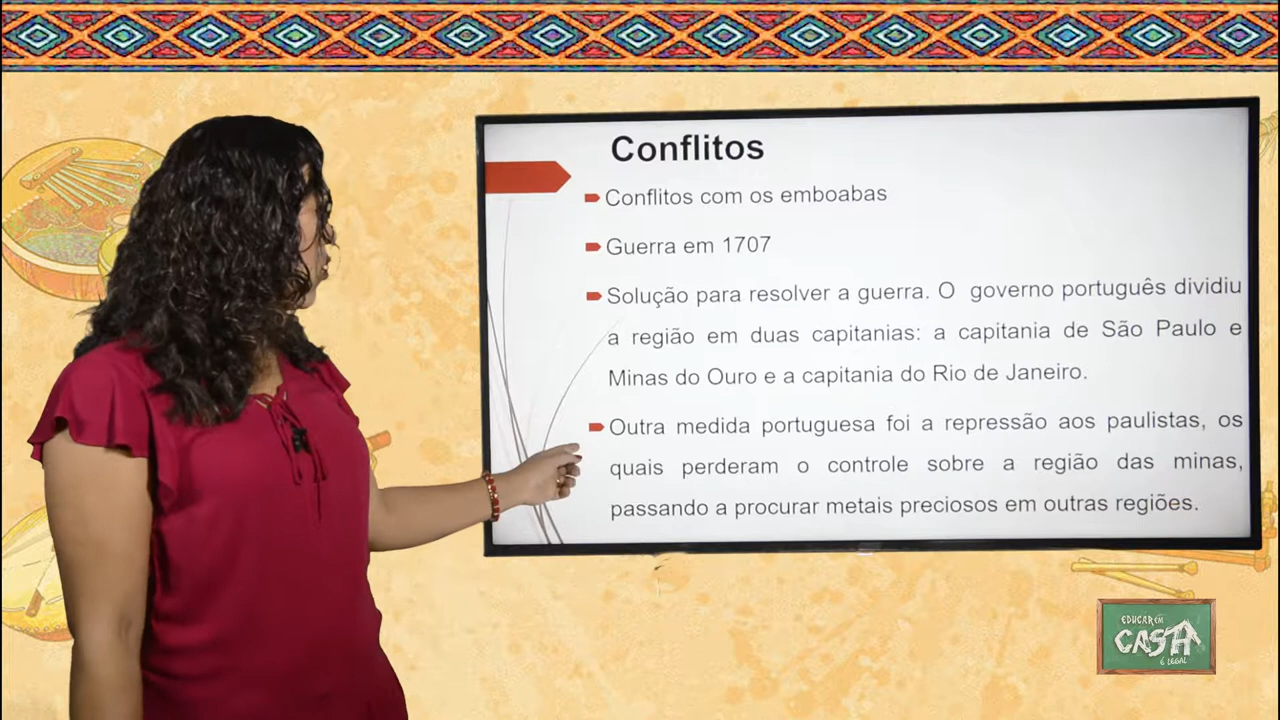 Conflitos
Conflitos com os emboabas
Guerra em 1707
Solução para resolver a guerra. O governo português dividiu
a região em duas capitanias: a capitania de São Paulo e
Minas do Ouro e a capitania do Rio de Janeiro.
Outra medida portuguesa foi a repressão aos paulistas, os
quais perderam o controle sobre a região das minas,
passando a procurar metais preciosos em outras regiões.
EDUCAR EM
CASA
É LEGAL